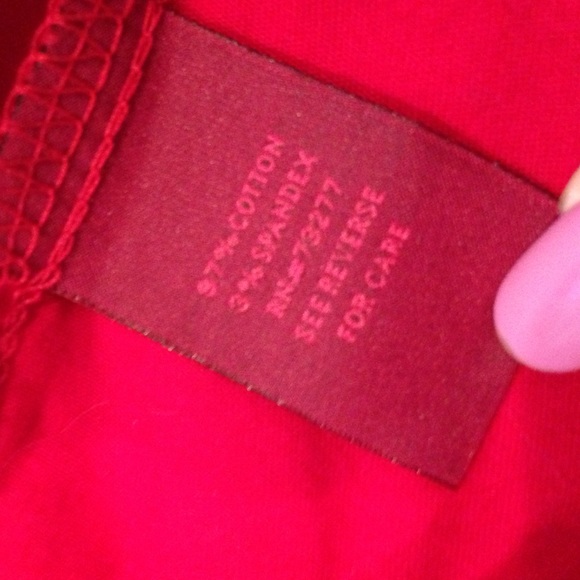 97% COTTON
3% SPANDEX
RN# 73277
SEE REVERSE
FOR CARE